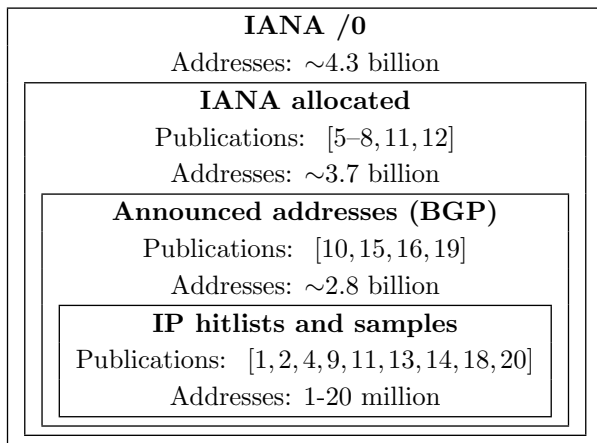 IANA /0
Addresses: ∼4.3 billion
IANA allocated
Publications: [5–8, 11, 12]
Addresses: ∼3.7 billion
Announced addresses (BGP)
Publications: [10, 15, 16, 19]
Addresses: ∼2.8 billion
IP hitlists and samples
Publications: [1, 2, 4, 9, 11, 13, 14, 18, 20]
Addresses: 1-20 million